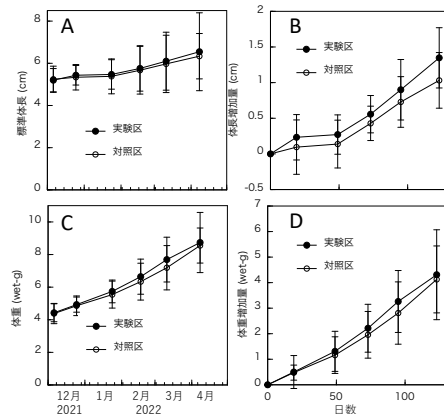 A
8
6
4
2
0
標準体長 (cm)
実験区
対照区
B
2
1.5
1
0.5
0
-0.5
体長増加量 (cm)
実験区
対照区
C
10
8
6
4
2
0
体重 (wet-g)
実験区
対照区
12月 1月 2月 3月 4月
2021 2022
D
7
6
5
4
3
2
1
0
体重増加量 (wet-g)
実験区
対照区
0 50 100
日数